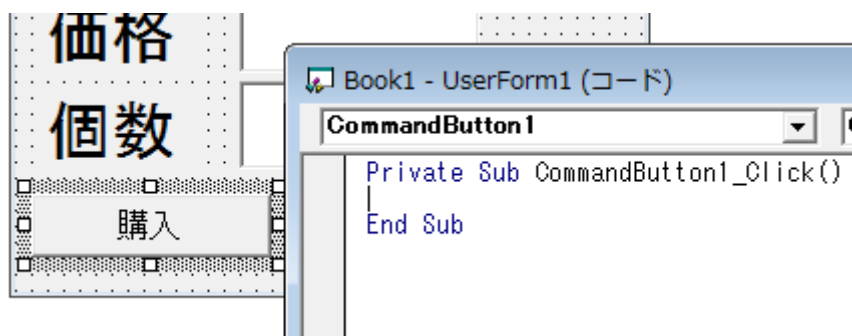 価格
個数
購入
Book1 - UserForm1 (コード)
CommandButton1
Private Sub CommandButton1_Click()
End Sub